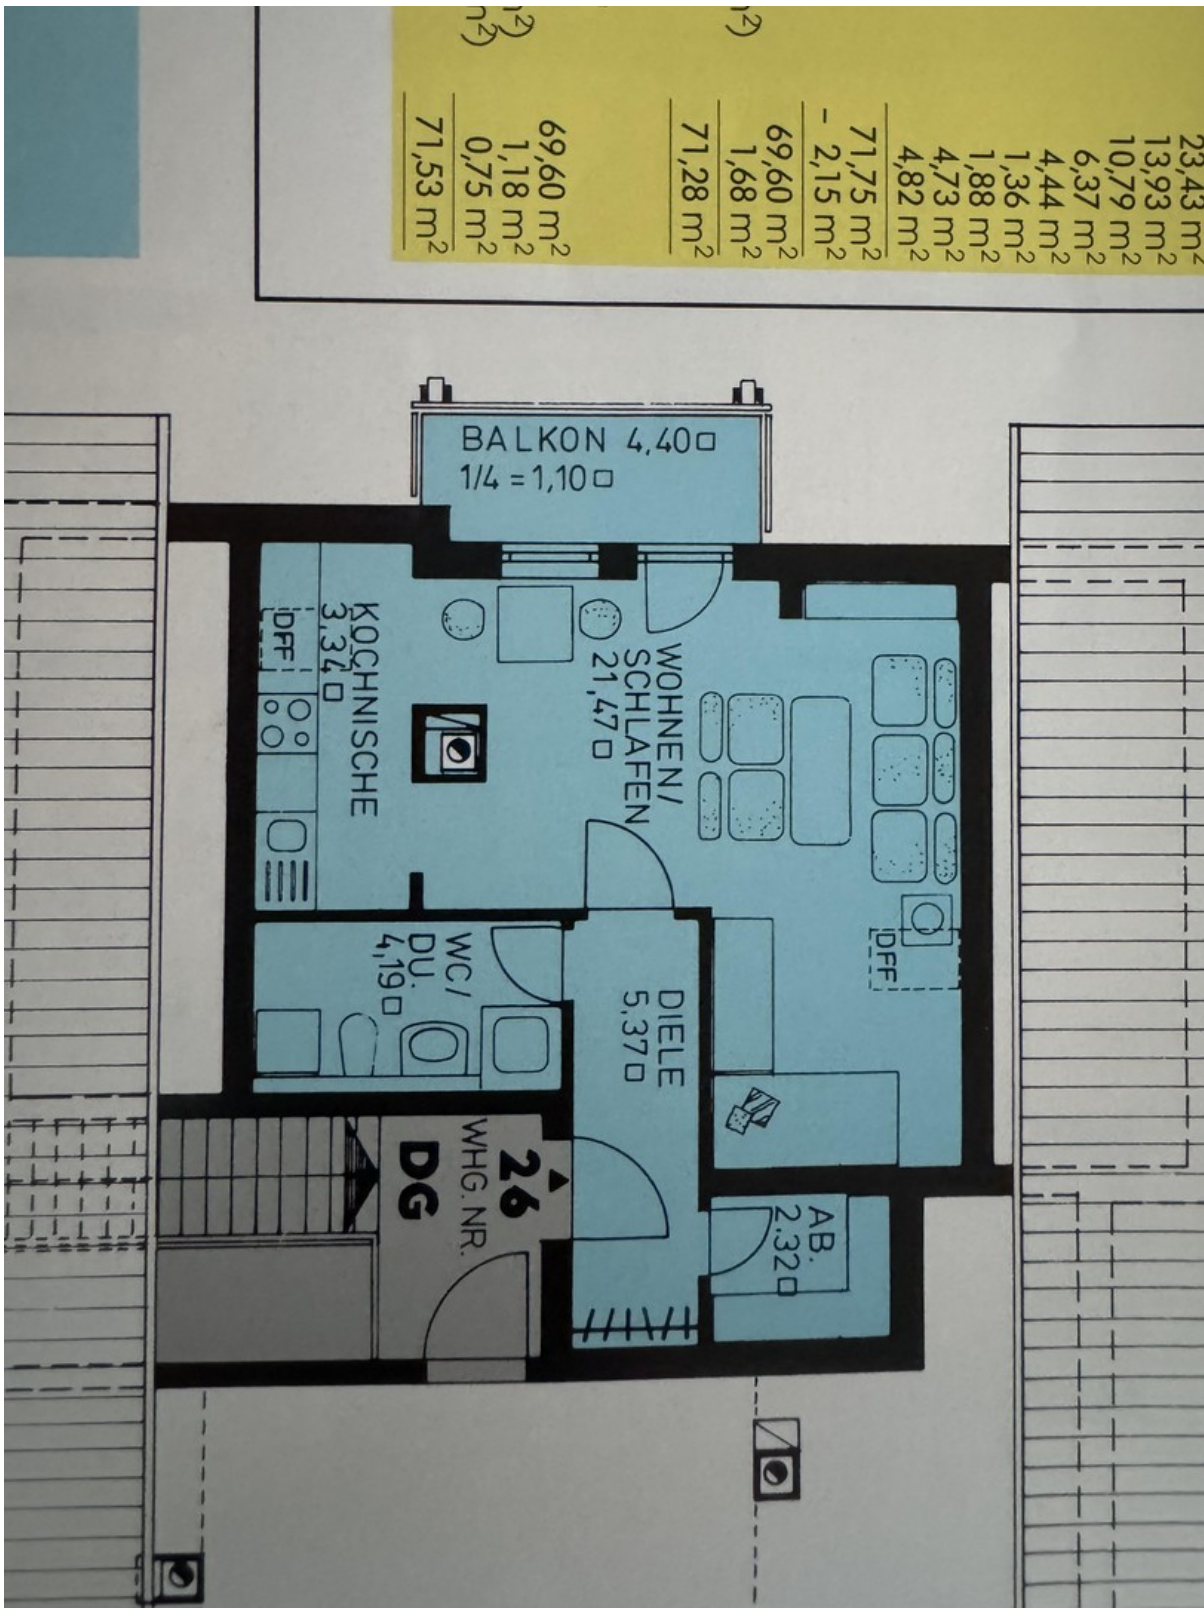 23,43 m²
13,93 m²
10,79 m²
6,37 m²
4,44 m²
1,36 m²
1,88 m²
4,73 m²
4,82 m²
71,75 m²
- 2,15 m²
69,60 m²
1,68 m²
71,28 m²
69,60 m²
1,18 m²
0,75 m²
71,53 m²
m²)
m²)
m²)
BALKON 4,40□
1/4 = 1,10□
KOCHNISCHE
3,34□
DFF
WOHNEN/
SCHLAFEN
21,47□
DFF
WC/
DU.
4,19□
DIELE
5,37□
AB.
2.32□
26
WHG. NR.
DG